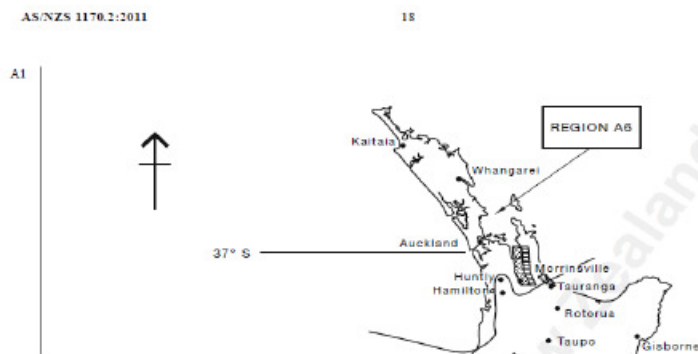 AS/NZS 1170.2:2011 18
A1
REGION A6
Kaitaia
Whangarei
Auckland
37° S
Morrinsville
Huntly
Tauranga
Hamilton
Rotorua
Taupo
Gisborne